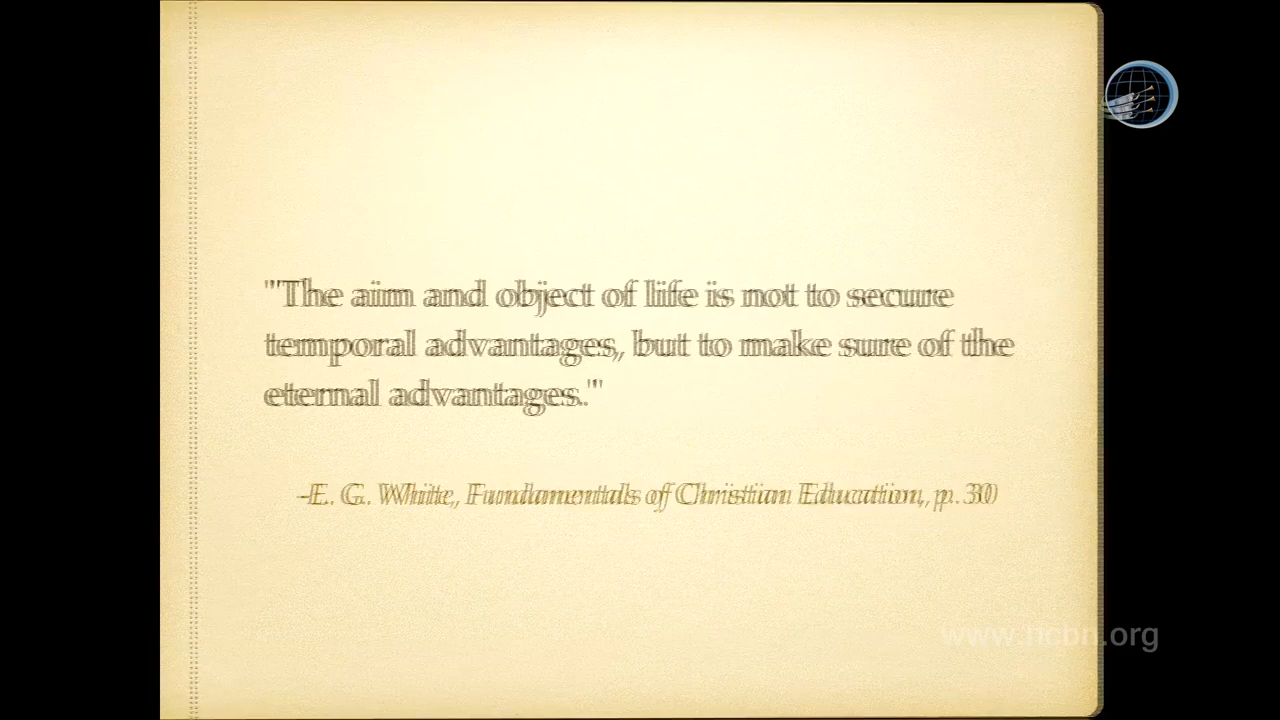 "The aim and object of life is not to secure
temporal advantages, but to make sure of the
eternal advantages."
-E. G. White, Fundamentals of Christian Education, p. 30
www.hcbn.org